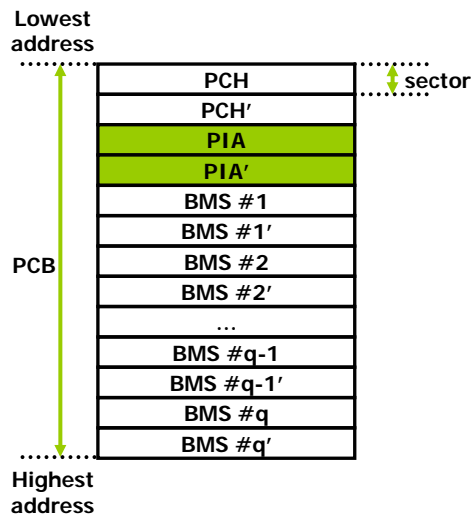 Lowest
address
PCH
sector
PCH’
PIA
PIA’
BMS #1
BMS #1’
PCB
BMS #2
BMS #2’
...
BMS #q-1
BMS #q-1’
BMS #q
BMS #q’
Highest
address